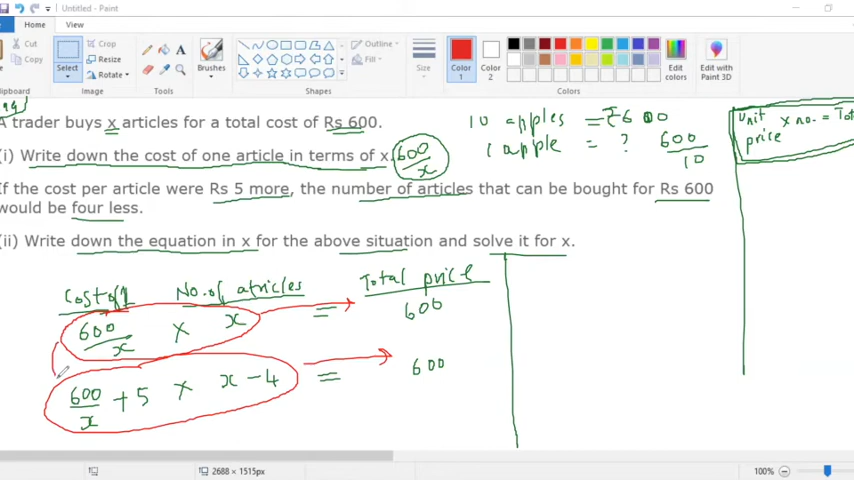 Untitled - Paint
Home View
Cut
Copy
Select
Crop
Resize
Rotate
Brushes
Outline
Fill
Size
Color 1
Color 2
Edit colors
Edit with Paint 3D
Clipboard Image Tools Shapes Colors
A trader buys x articles for a total cost of Rs 600.
10 apples = ₹600
unit price x no. = Tot
(i) Write down the cost of one article in terms of x. 600/x
1 apple = ? 600/10
If the cost per article were Rs 5 more, the number of articles that can be bought for Rs 600
would be four less.
(ii) Write down the equation in x for the above situation and solve it for x.
Cost of 1 No. of atricles Total price
600/x × x = 600
600/x + 5 × x - 4 = 600
2688 × 1515px
100%